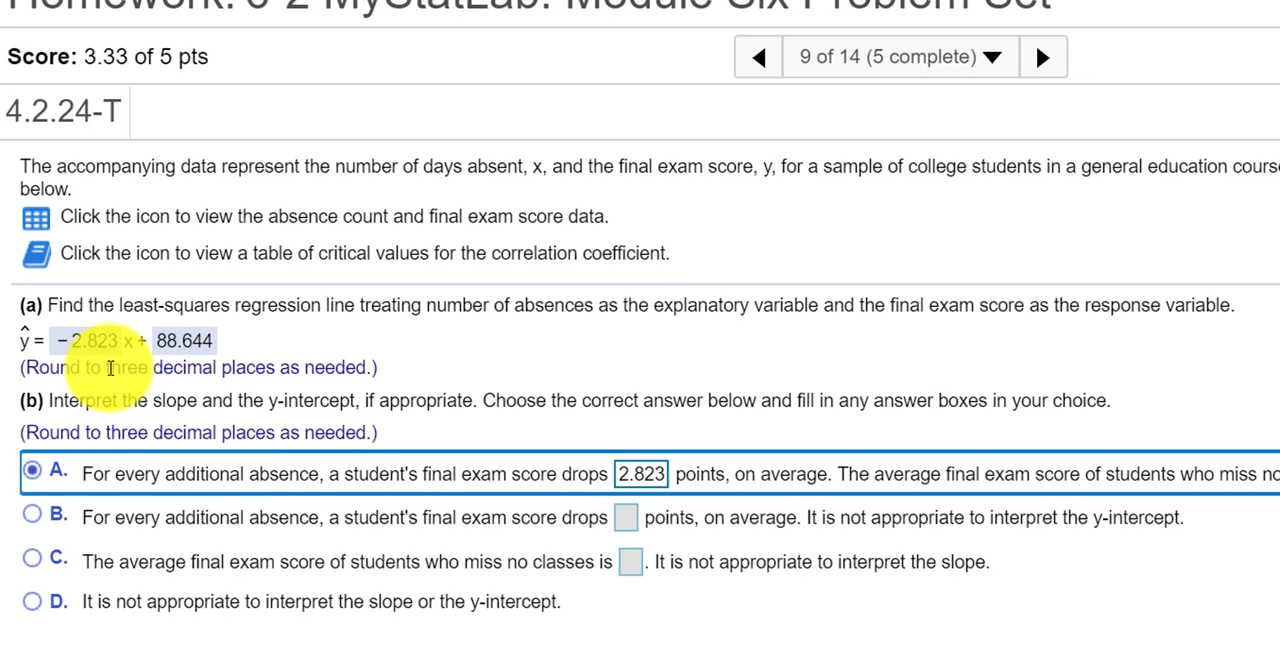 Homework: 6-2 MyStatLab: Module Six Problem Set
Score: 3.33 of 5 pts
9 of 14 (5 complete)
4.2.24-T
The accompanying data represent the number of days absent, x, and the final exam score, y, for a sample of college students in a general education cours
below.
Click the icon to view the absence count and final exam score data.
Click the icon to view a table of critical values for the correlation coefficient.
(a) Find the least-squares regression line treating number of absences as the explanatory variable and the final exam score as the response variable.
ŷ = − 2.823 x + 88.644
(Round to three decimal places as needed.)
(b) Interpret the slope and the y-intercept, if appropriate. Choose the correct answer below and fill in any answer boxes in your choice.
(Round to three decimal places as needed.)
A. For every additional absence, a student's final exam score drops 2.823 points, on average. The average final exam score of students who miss no
B. For every additional absence, a student's final exam score drops points, on average. It is not appropriate to interpret the y-intercept.
C. The average final exam score of students who miss no classes is . It is not appropriate to interpret the slope.
D. It is not appropriate to interpret the slope or the y-intercept.